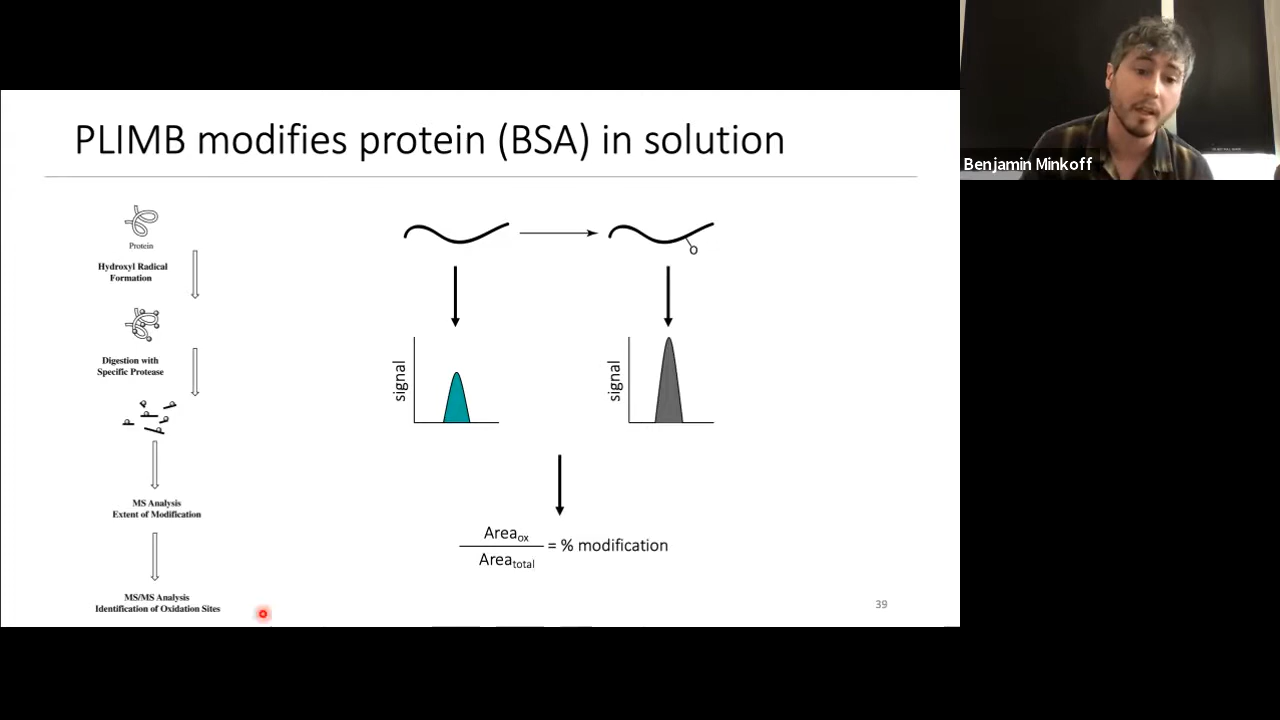 PLIMB modifies protein (BSA) in solution
Protein
Hydroxyl Radical
Formation
Digestion with
Specific Protease
MS Analysis
Extent of Modification
MS/MS Analysis
Identification of Oxidation Sites
O
signal
signal
Area_ox
Area_total
= % modification
39
Benjamin Minkoff